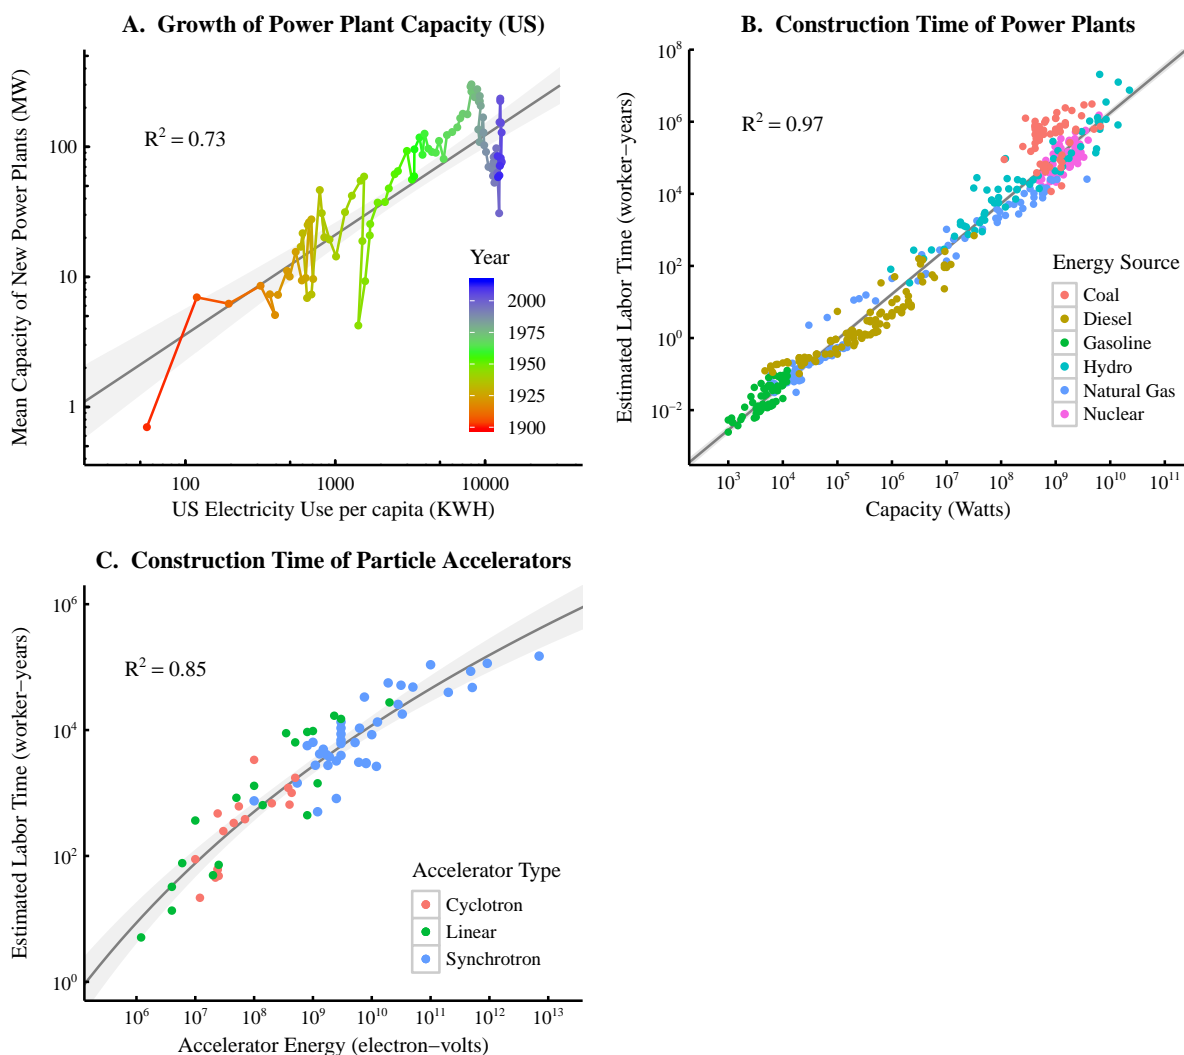 A. Growth of Power Plant Capacity (US)
Mean Capacity of New Power Plants (MW)
100
10
1
R² = 0.73
Year
2000
1975
1950
1925
1900
100 1000 10000
US Electricity Use per capita (KWH)
B. Construction Time of Power Plants
Estimated Labor Time (worker−years)
10⁸
10⁶
10⁴
10²
10⁰
10⁻²
R² = 0.97
Energy Source
Coal
Diesel
Gasoline
Hydro
Natural Gas
Nuclear
10³ 10⁴ 10⁵ 10⁶ 10⁷ 10⁸ 10⁹ 10¹⁰ 10¹¹
Capacity (Watts)
C. Construction Time of Particle Accelerators
Estimated Labor Time (worker−years)
10⁶
10⁴
10²
10⁰
R² = 0.85
Accelerator Type
Cyclotron
Linear
Synchrotron
10⁶ 10⁷ 10⁸ 10⁹ 10¹⁰ 10¹¹ 10¹² 10¹³
Accelerator Energy (electron−volts)